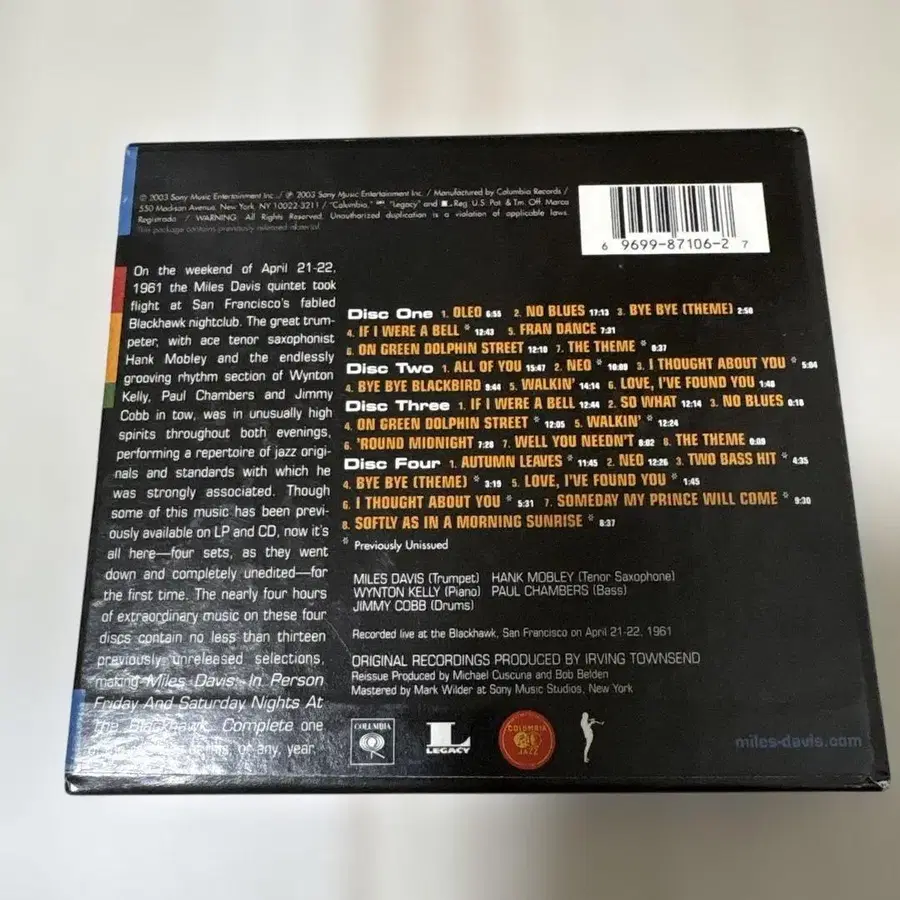 © 2003 Sony Music Entertainment Inc. / ℗ 2003 Sony Music Entertainment Inc. / Manufactured by Columbia Records /
550 Madison Avenue, New York, NY 10022-3211 / "Columbia," "Legacy" and Reg. U.S. Pat. & Tm. Off. Marca
Registrada / WARNING: All Rights Reserved. Unauthorized duplication is a violation of applicable laws.
This package contains previously released material.
6 9699-87106-2 7
On the weekend of April 21-22,
1961 the Miles Davis quintet took
flight at San Francisco's fabled
Blackhawk nightclub. The great trum-
peter, with ace tenor saxophonist
Hank Mobley and the endlessly
grooving rhythm section of Wynton
Kelly, Paul Chambers and Jimmy
Cobb in tow, was in unusually high
spirits throughout both evenings,
performing a repertoire of jazz origi-
nals and standards with which he
was strongly associated. Though
some of this music has been previ-
ously available on LP and CD, now it's
all here—four sets, as they went
down and completely unedited—for
the first time. The nearly four hours
of extraordinary music on these four
discs contain no less than thirteen
previously unreleased selections,
making Miles Davis: In Person
Friday And Saturday Nights At
The Blackhawk, Complete one
of this, or any, year.
Disc One 1. OLEO 6:55 2. NO BLUES 17:13 3. BYE BYE (THEME) 2:50
4. IF I WERE A BELL * 12:43 5. FRAN DANCE 7:31
6. ON GREEN DOLPHIN STREET 12:10 7. THE THEME * 0:37
Disc Two 1. ALL OF YOU 15:47 2. NEO * 10:09 3. I THOUGHT ABOUT YOU * 5:04
4. BYE BYE BLACKBIRD 9:44 5. WALKIN' 14:14 6. LOVE, I'VE FOUND YOU 1:48
Disc Three 1. IF I WERE A BELL 12:44 2. SO WHAT 12:14 3. NO BLUES 0:18
4. ON GREEN DOLPHIN STREET * 12:05 5. WALKIN' * 12:24
6. 'ROUND MIDNIGHT 7:28 7. WELL YOU NEEDN'T 8:02 8. THE THEME 0:09
Disc Four 1. AUTUMN LEAVES * 11:45 2. NEO 12:26 3. TWO BASS HIT * 4:35
4. BYE BYE (THEME) * 3:19 5. LOVE, I'VE FOUND YOU * 1:45
6. I THOUGHT ABOUT YOU * 5:31 7. SOMEDAY MY PRINCE WILL COME * 9:30
8. SOFTLY AS IN A MORNING SUNRISE * 8:37
* Previously Unissued
MILES DAVIS (Trumpet) HANK MOBLEY (Tenor Saxophone)
WYNTON KELLY (Piano) PAUL CHAMBERS (Bass)
JIMMY COBB (Drums)
Recorded live at the Blackhawk, San Francisco on April 21-22, 1961
ORIGINAL RECORDINGS PRODUCED BY IRVING TOWNSEND
Reissue Produced by Michael Cuscuna and Bob Belden
Mastered by Mark Wilder at Sony Music Studios, New York
COLUMBIA
L LEGACY
COLUMBIA JAZZ
miles-davis.com